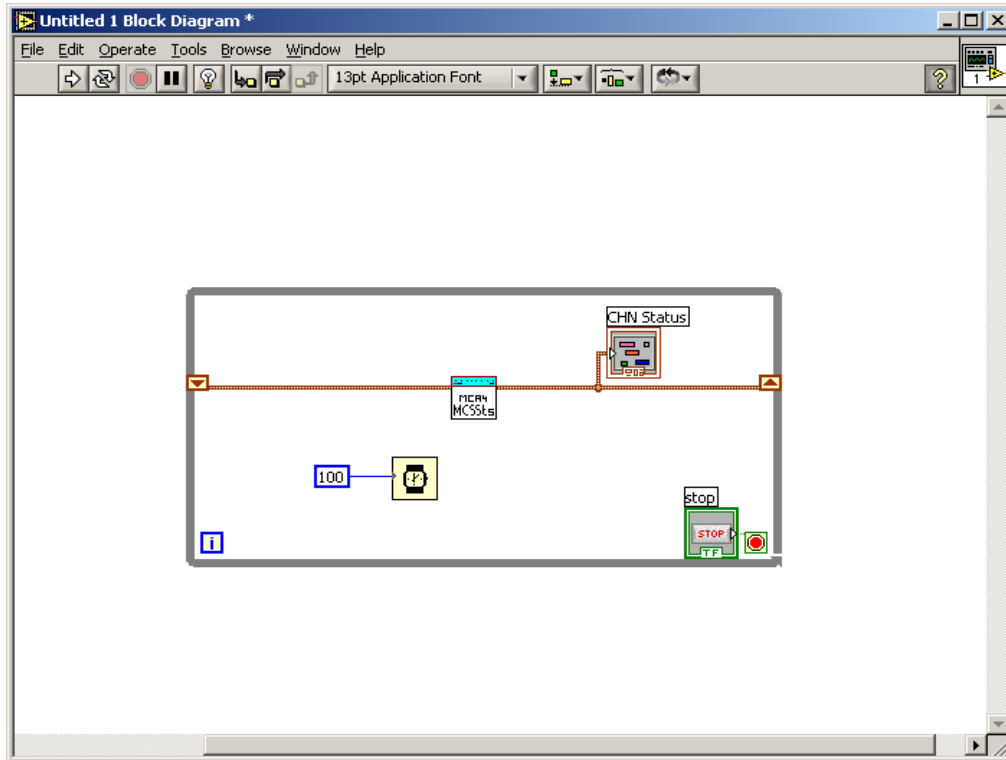 Untitled 1 Block Diagram *
File Edit Operate Tools Browse Window Help
13pt Application Font
?
1
CHN Status
MCA4
MCSSts
100
stop
STOP
TF
i